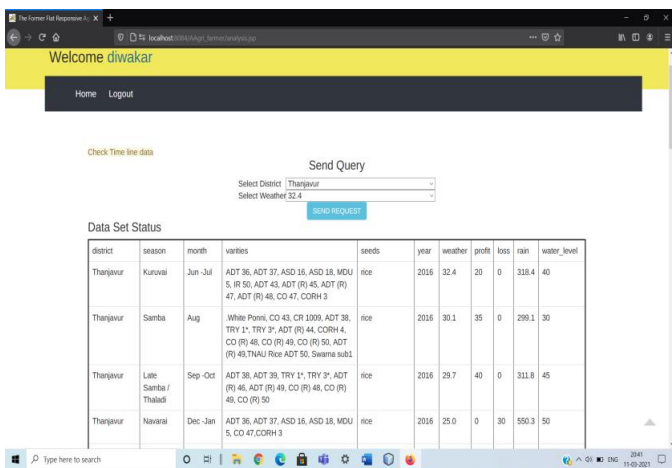 The Former Flat Responsive
localhost:8084/AAgri_farmer/analysis.jsp
Welcome diwakar
Home Logout
Check Time line data
Send Query
Select District Thanjavur
Select Weather 32.4
SEND REQUEST
Data Set Status
district season month varities seeds year weather profit loss rain water_level
Thanjavur Kuruvai Jun -Jul ADT 36, ADT 37, ASD 16, ASD 18, MDU rice 2016 32.4 20 0 318.4 40
5, IR 50, ADT 43, ADT (R) 45, ADT (R)
47, ADT (R) 48, CO 47, CORH 3
Thanjavur Samba Aug .White Ponni, CO 43, CR 1009, ADT 38, rice 2016 30.1 35 0 299.1 30
TRY 1*, TRY 3*, ADT (R) 44, CORH 4,
CO (R) 48, CO (R) 49, CO (R) 50, ADT
(R) 49,TNAU Rice ADT 50, Swarna sub1
Thanjavur Late Sep -Oct ADT 38, ADT 39, TRY 1*, TRY 3*, ADT rice 2016 29.7 40 0 311.8 45
Samba / (R) 46, ADT (R) 49, CO (R) 48, CO (R)
Thaladi 49, CO (R) 50
Thanjavur Navarai Dec -Jan ADT 36, ADT 37, ASD 16, ASD 18, MDU rice 2016 25.0 0 30 550.3 50
5, CO 47,CORH 3
Type here to search
ENG
20:41
11-03-2021